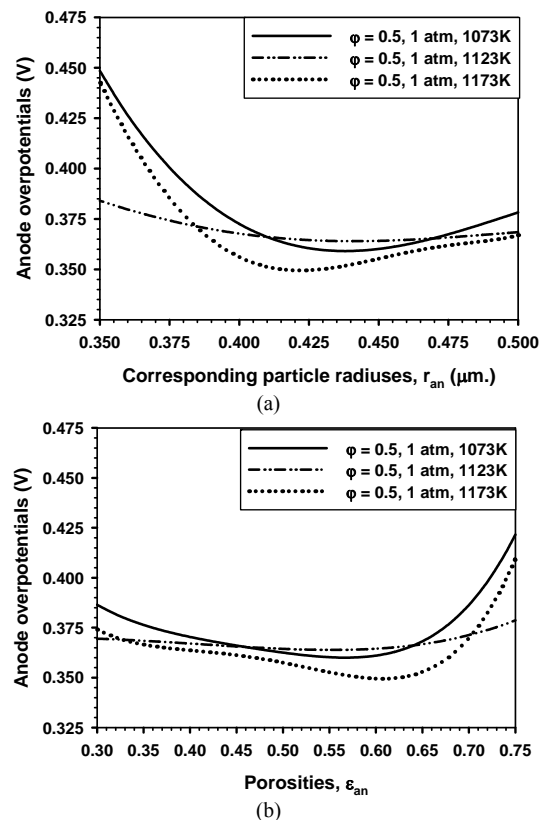 0.475
0.450
0.425
0.400
0.375
0.350
0.325
Anode overpotentials (V)
φ = 0.5, 1 atm, 1073K
φ = 0.5, 1 atm, 1123K
φ = 0.5, 1 atm, 1173K
0.350 0.375 0.400 0.425 0.450 0.475 0.500
Corresponding particle radiuses, r_an (μm.)
(a)
0.475
0.450
0.425
0.400
0.375
0.350
0.325
Anode overpotentials (V)
φ = 0.5, 1 atm, 1073K
φ = 0.5, 1 atm, 1123K
φ = 0.5, 1 atm, 1173K
0.30 0.35 0.40 0.45 0.50 0.55 0.60 0.65 0.70 0.75
Porosities, ε_an
(b)